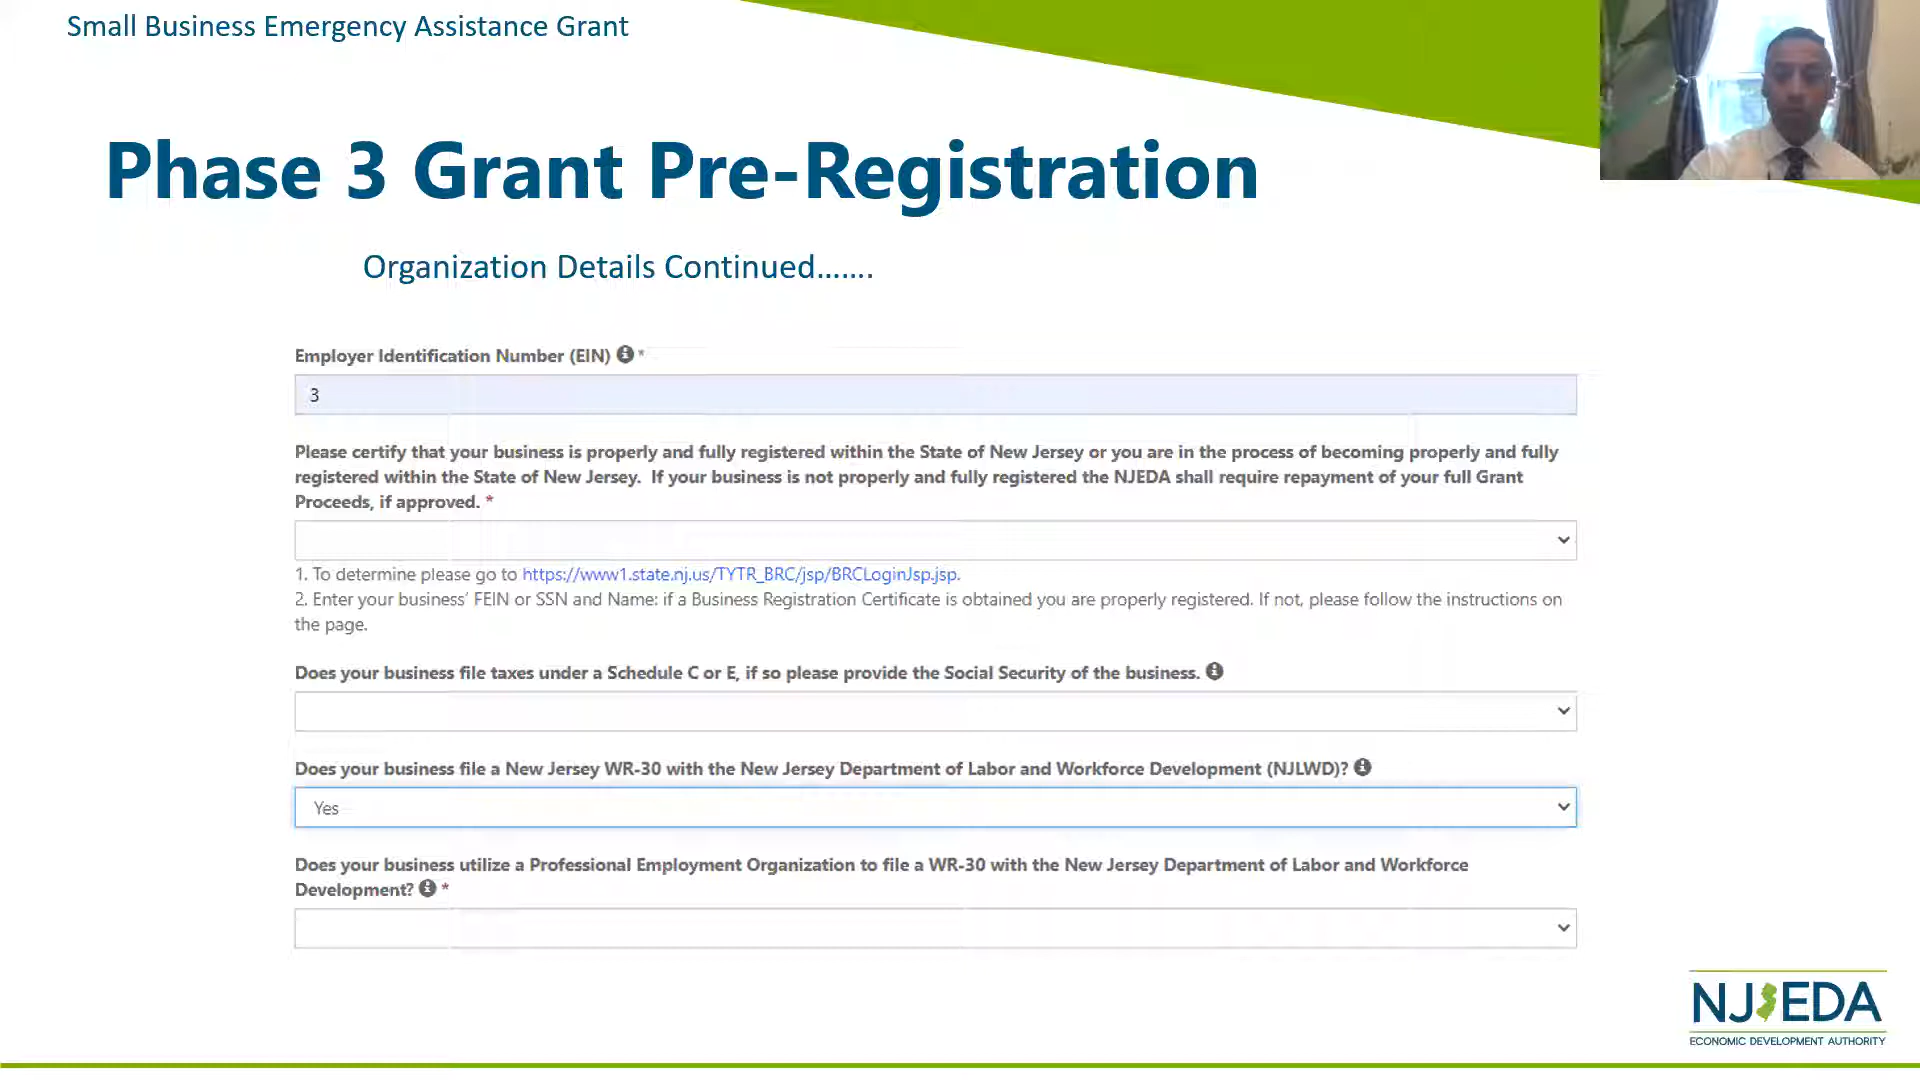 Small Business Emergency Assistance Grant
Phase 3 Grant Pre-Registration
Organization Details Continued.......
Employer Identification Number (EIN) *
3
Please certify that your business is properly and fully registered within the State of New Jersey or you are in the process of becoming properly and fully
registered within the State of New Jersey.  If your business is not properly and fully registered the NJEDA shall require repayment of your full Grant
Proceeds, if approved. *
1. To determine please go to https://www1.state.nj.us/TYTR_BRC/jsp/BRCLoginJsp.jsp.
2. Enter your business' FEIN or SSN and Name: if a Business Registration Certificate is obtained you are properly registered. If not, please follow the instructions on
the page.
Does your business file taxes under a Schedule C or E, if so please provide the Social Security of the business.
Does your business file a New Jersey WR-30 with the New Jersey Department of Labor and Workforce Development (NJLWD)?
Yes
Does your business utilize a Professional Employment Organization to file a WR-30 with the New Jersey Department of Labor and Workforce
Development? *
NJEDA
ECONOMIC DEVELOPMENT AUTHORITY